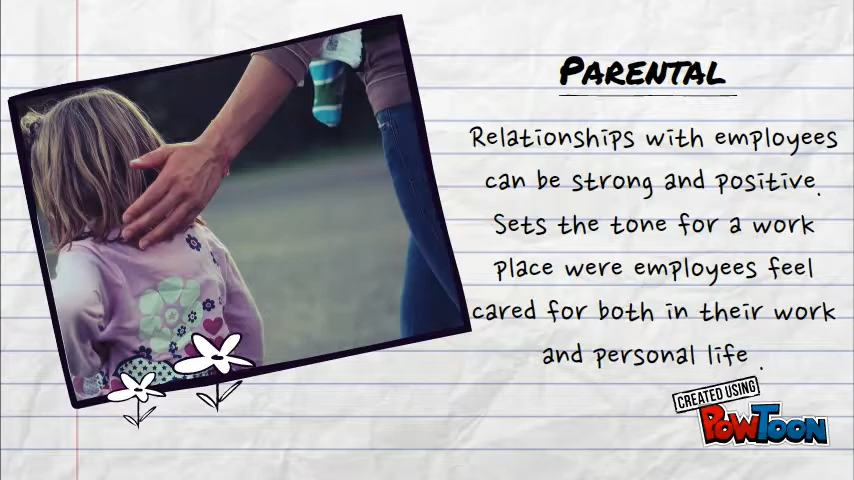 Parental
Relationships with employees
can be strong and positive.
Sets the tone for a work
place were employees feel
cared for both in their work
and personal life .
CREATED USING
POWTOON